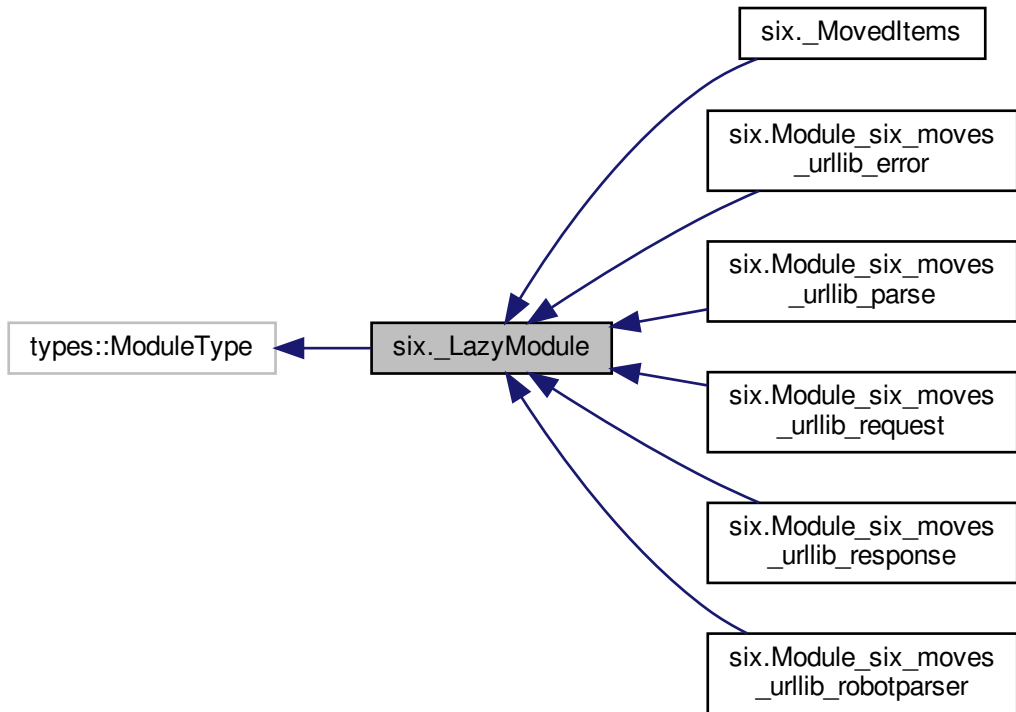 six._MovedItems
six.Module_six_moves
_urllib_error
six.Module_six_moves
_urllib_parse
types::ModuleType
six._LazyModule
six.Module_six_moves
_urllib_request
six.Module_six_moves
_urllib_response
six.Module_six_moves
_urllib_robotparser